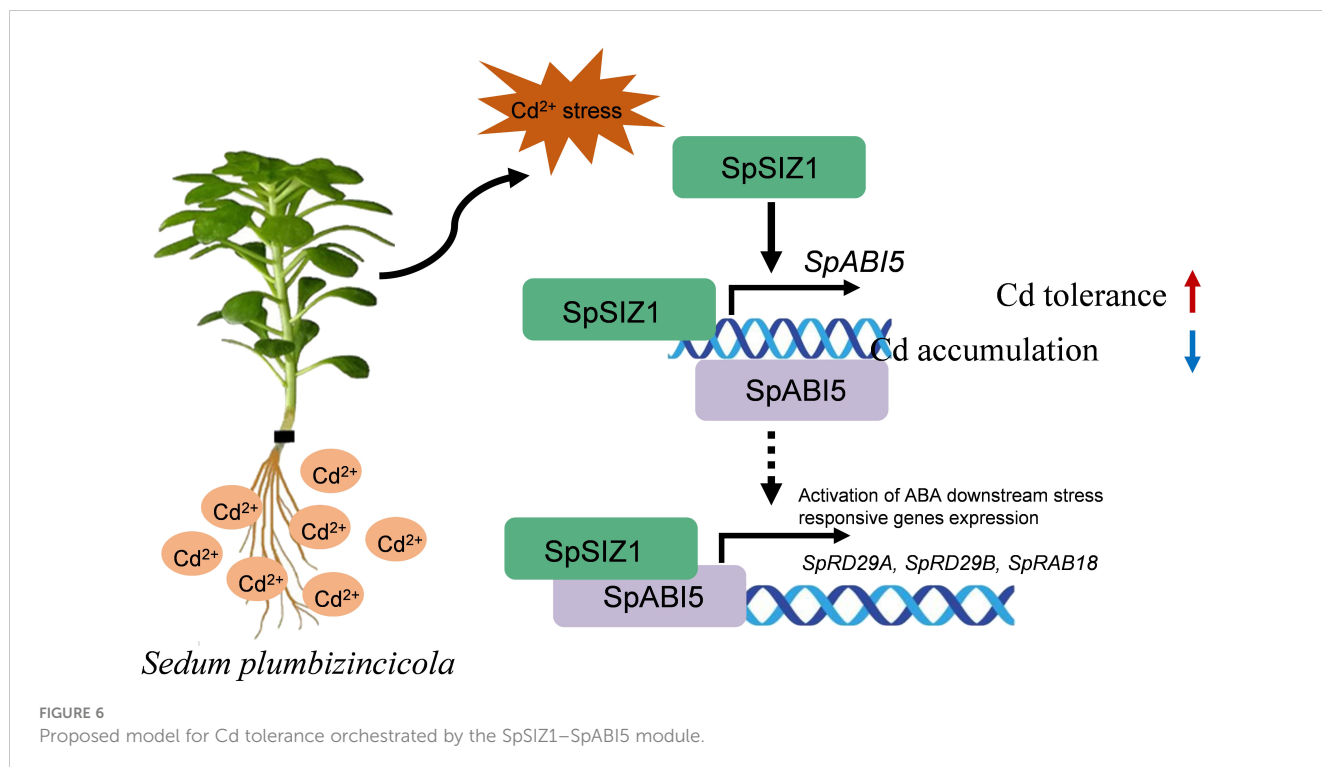 Cd²⁺ stress
SpSIZ1
SpABI5
SpSIZ1
Cd tolerance
Cd accumulation
SpABI5
Activation of ABA downstream stress
responsive genes expression
SpRD29A, SpRD29B, SpRAB18
SpSIZ1
SpABI5
Cd²⁺
Cd²⁺
Cd²⁺
Cd²⁺
Cd²⁺
Cd²⁺
Cd²⁺
Sedum plumbizincicola
FIGURE 6
Proposed model for Cd tolerance orchestrated by the SpSIZ1–SpABI5 module.